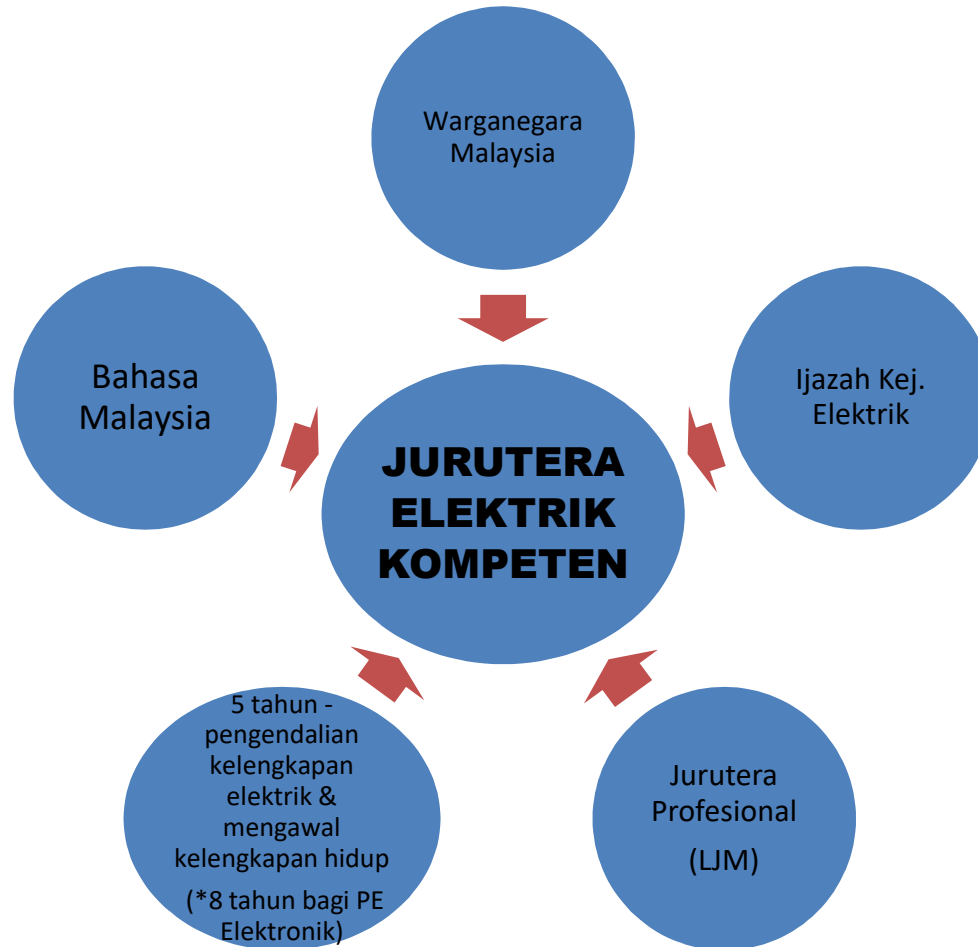 Warganegara
Malaysia
Bahasa
Malaysia
Ijazah Kej.
Elektrik
JURUTERA
ELEKTRIK
KOMPETEN
5 tahun -
pengendalian
kelengkapan
elektrik &
mengawal
kelengkapan hidup
(*8 tahun bagi PE
Elektronik)
Jurutera
Profesional
(LJM)